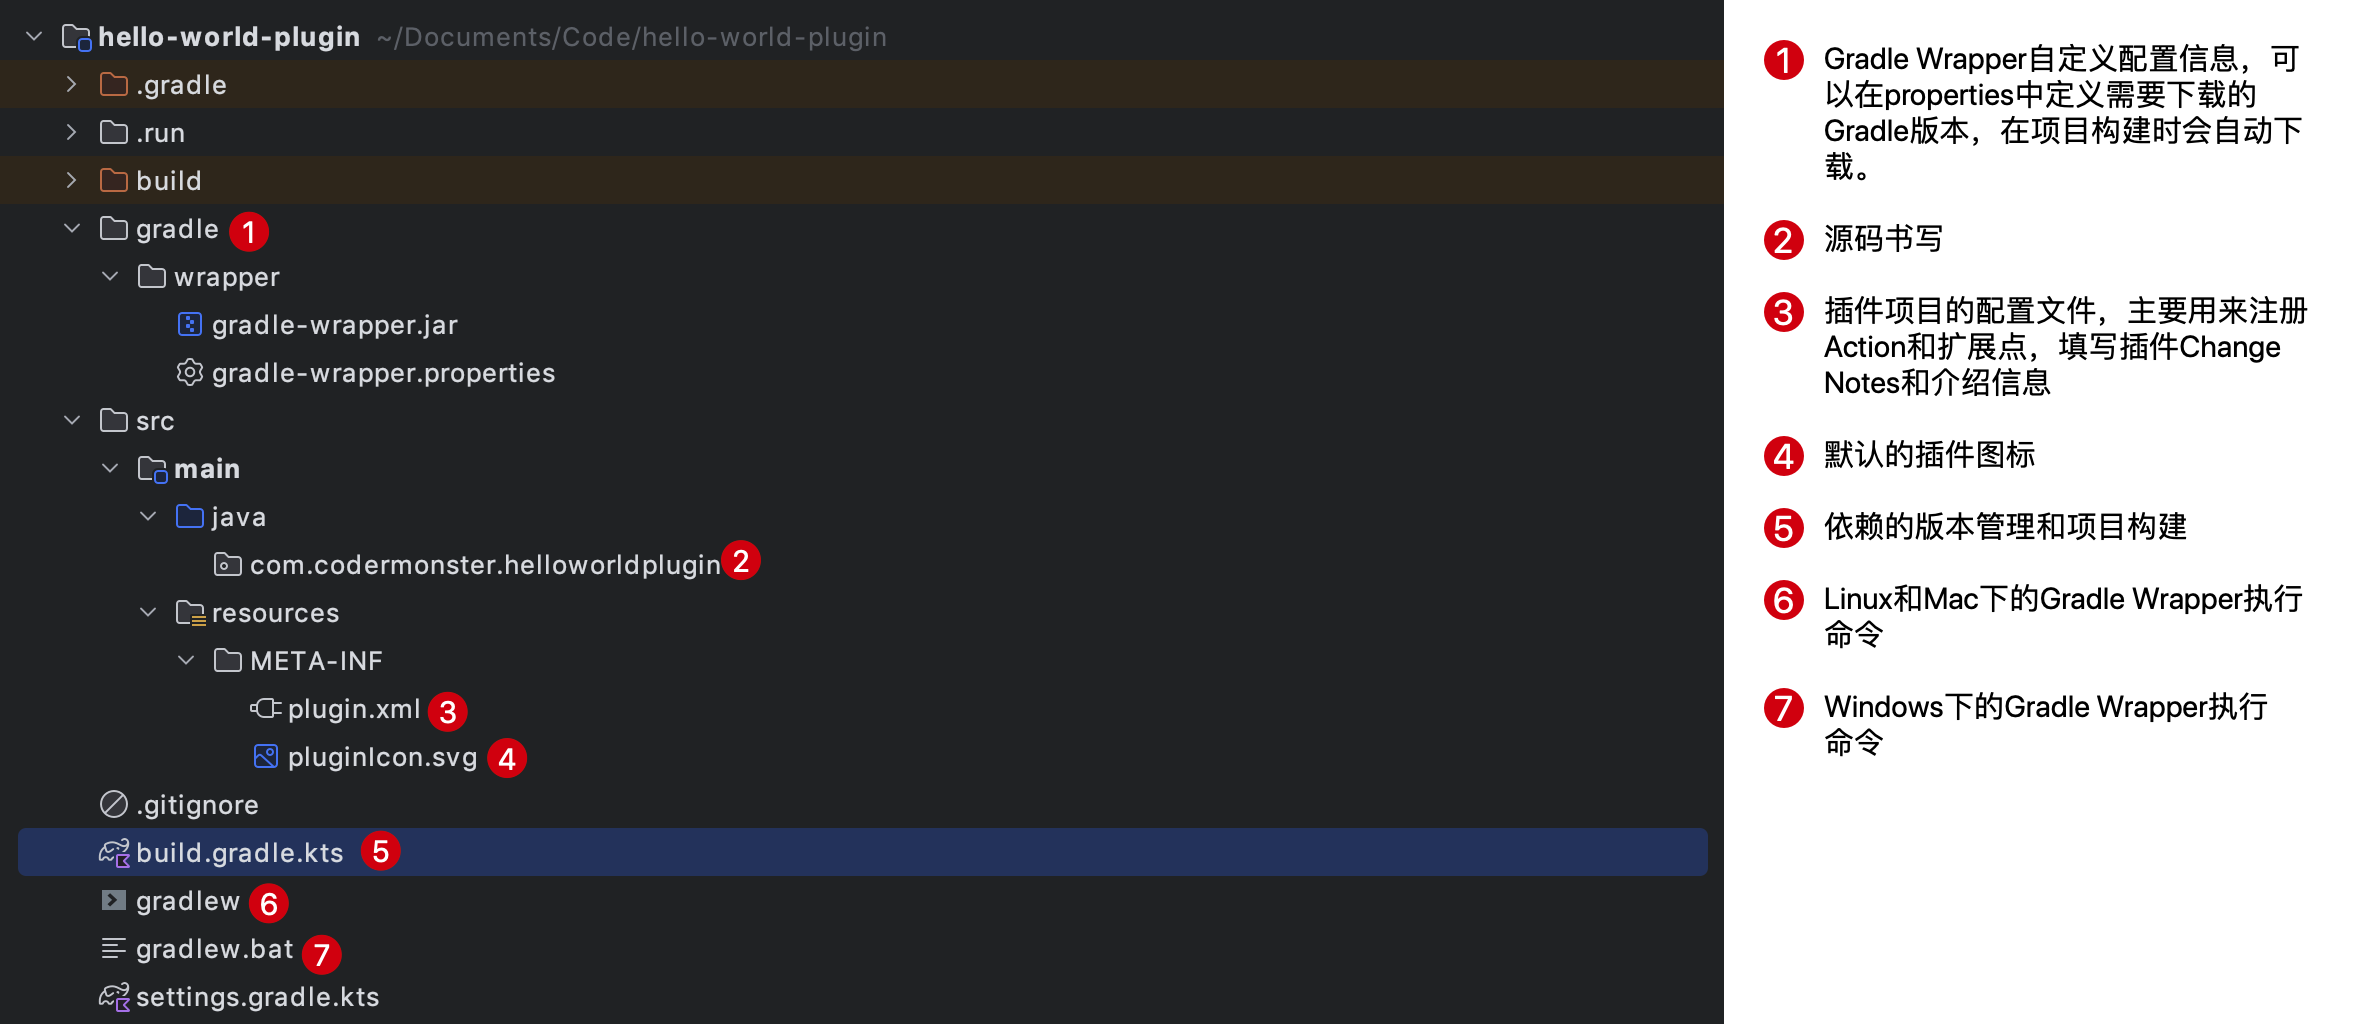 hello-world-plugin ~/Documents/Code/hello-world-plugin
.gradle
.run
build
gradle 1
wrapper
gradle-wrapper.jar
gradle-wrapper.properties
src
main
java
com.codermonster.helloworldplugin 2
resources
META-INF
plugin.xml 3
pluginIcon.svg 4
.gitignore
build.gradle.kts 5
gradlew 6
gradlew.bat 7
settings.gradle.kts
1 Gradle Wrapper自定义配置信息，可
以在properties中定义需要下载的
Gradle版本，在项目构建时会自动下
载。
2 源码书写
3 插件项目的配置文件，主要用来注册
Action和扩展点，填写插件Change
Notes和介绍信息
4 默认的插件图标
5 依赖的版本管理和项目构建
6 Linux和Mac下的Gradle Wrapper执行
命令
7 Windows下的Gradle Wrapper执行
命令